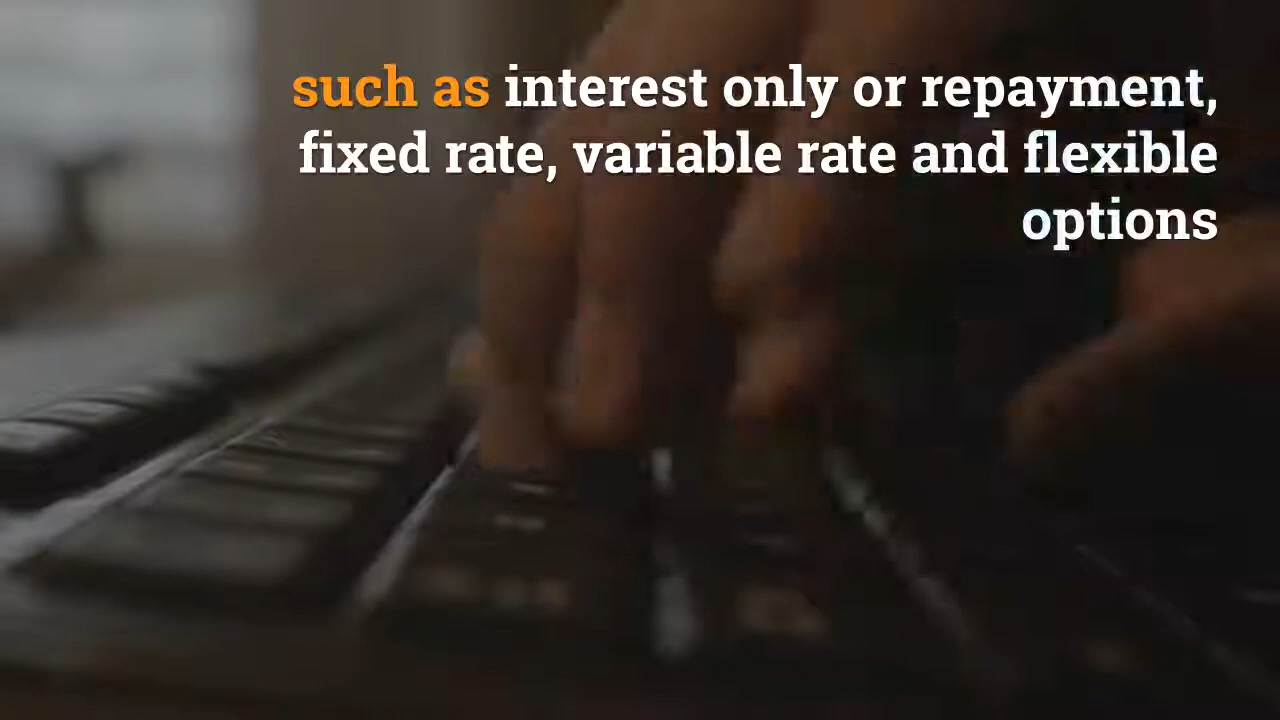 such as interest only or repayment,
fixed rate, variable rate and flexible
options